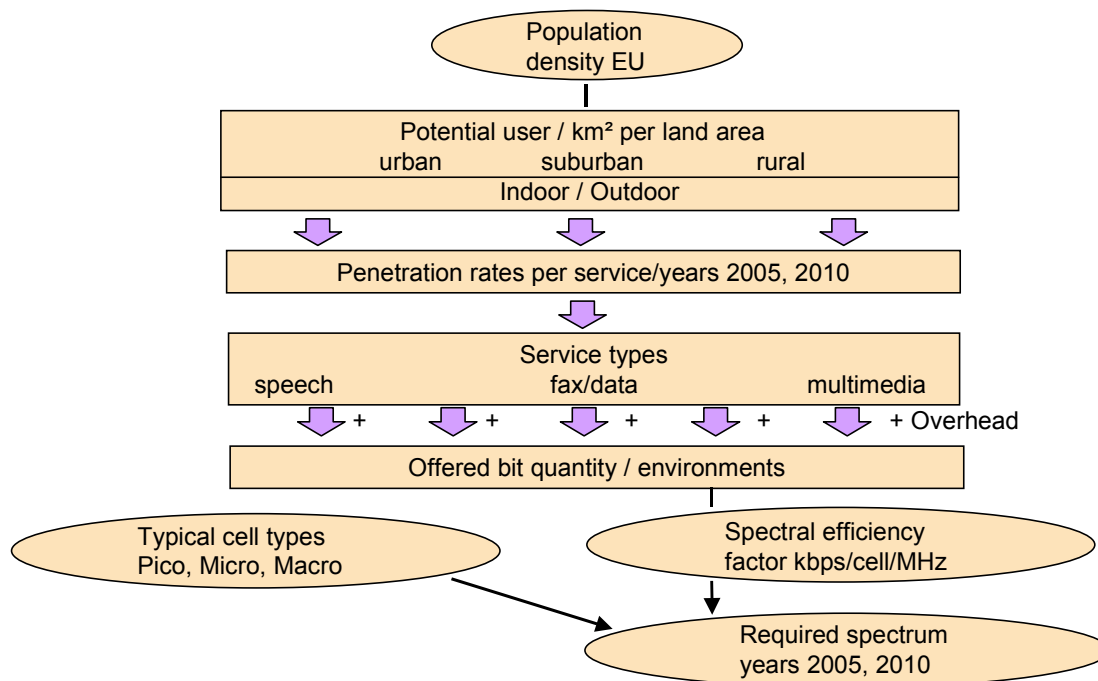 Population
density EU
Potential user / km² per land area
urban suburban rural
Indoor / Outdoor
Penetration rates per service/years 2005, 2010
Service types
speech fax/data multimedia
+ + + + + Overhead
Offered bit quantity / environments
Typical cell types
Pico, Micro, Macro
Spectral efficiency
factor kbps/cell/MHz
Required spectrum
years 2005, 2010